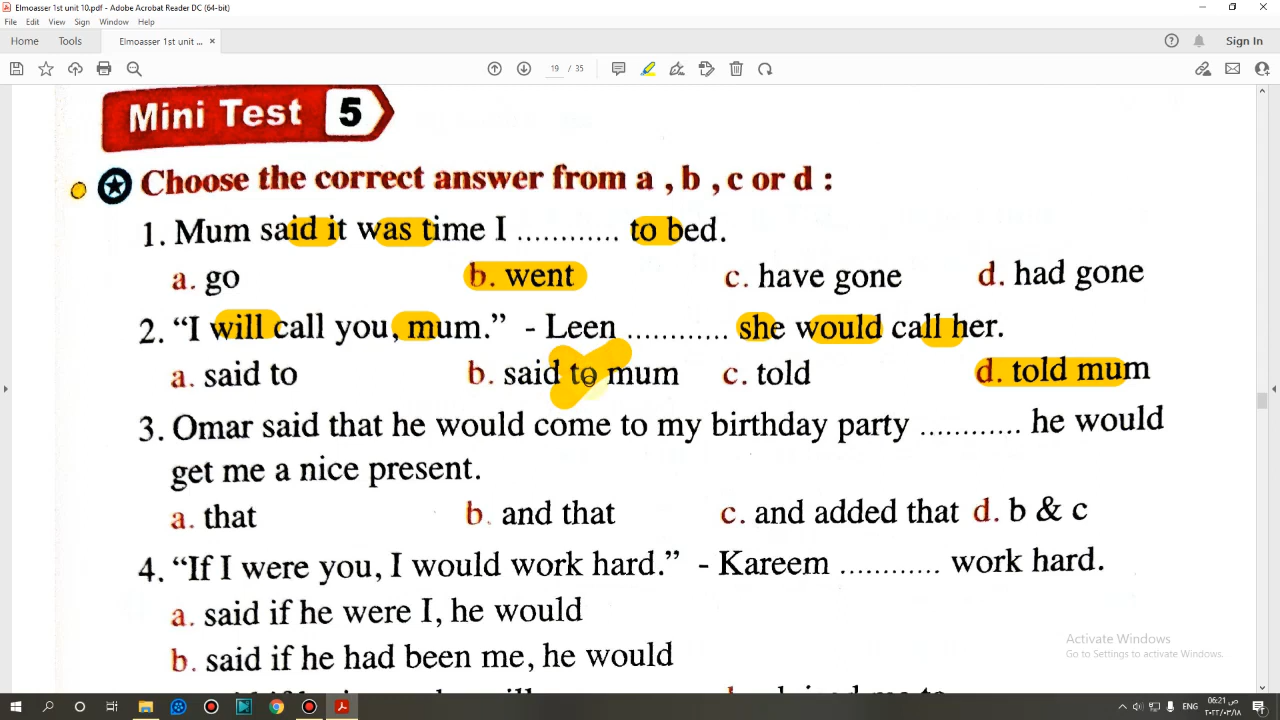 Elmoasser 1st unit 10.pdf - Adobe Acrobat Reader DC (64-bit)
File Edit View Sign Window Help
Home Tools Elmoasser 1st unit ... × Sign In
19 / 35
Mini Test 5
Choose the correct answer from a , b , c or d :
1. Mum said it was time I ............ to bed.
a. go b. went c. have gone d. had gone
2. “I will call you, mum.” - Leen ............ she would call her.
a. said to b. said to mum c. told d. told mum
3. Omar said that he would come to my birthday party ............ he would
get me a nice present.
a. that b. and that c. and added that d. b & c
4. “If I were you, I would work hard.” - Kareem ............ work hard.
a. said if he were I, he would
b. said if he had been me, he would
Activate Windows
Go to Settings to activate Windows.
ENG 06:21 ص
٢٠٢٢/٠٣/١٨